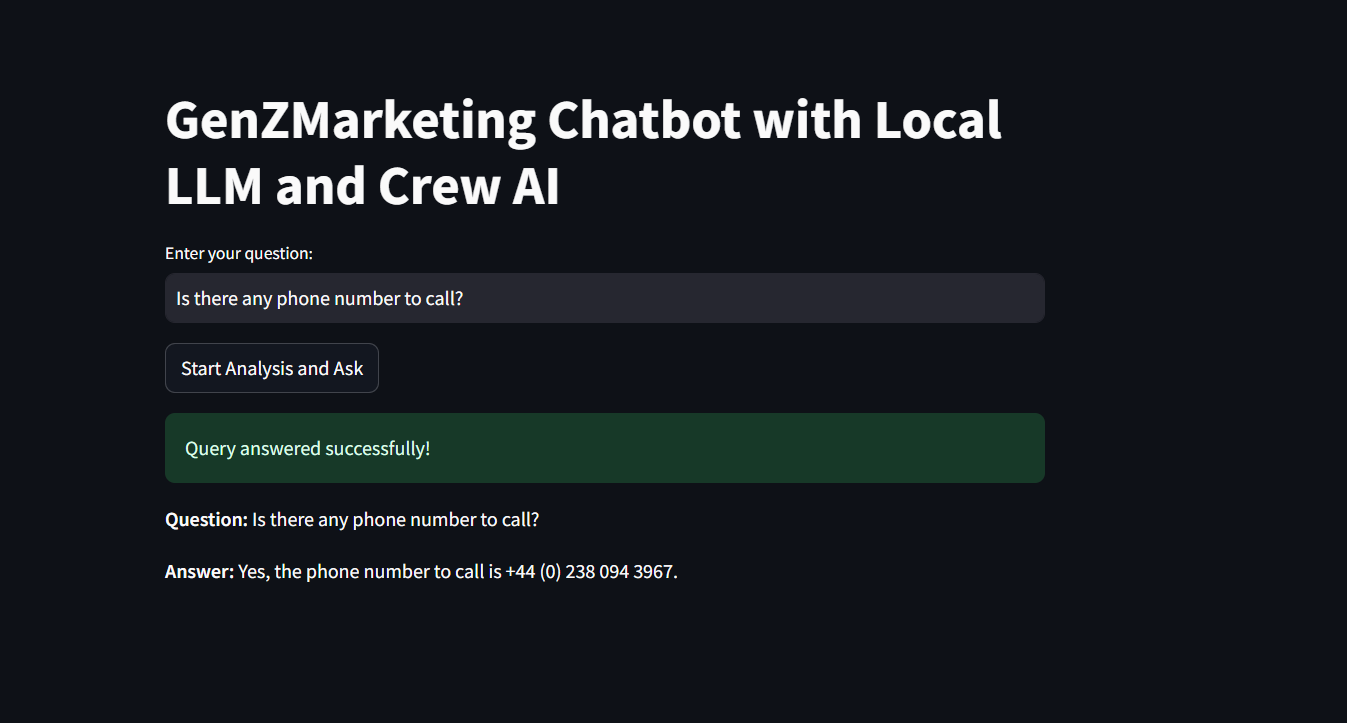 GenZMarketing Chatbot with Local
LLM and Crew AI
Enter your question:
Is there any phone number to call?
Start Analysis and Ask
Query answered successfully!
Question: Is there any phone number to call?
Answer: Yes, the phone number to call is +44 (0) 238 094 3967.